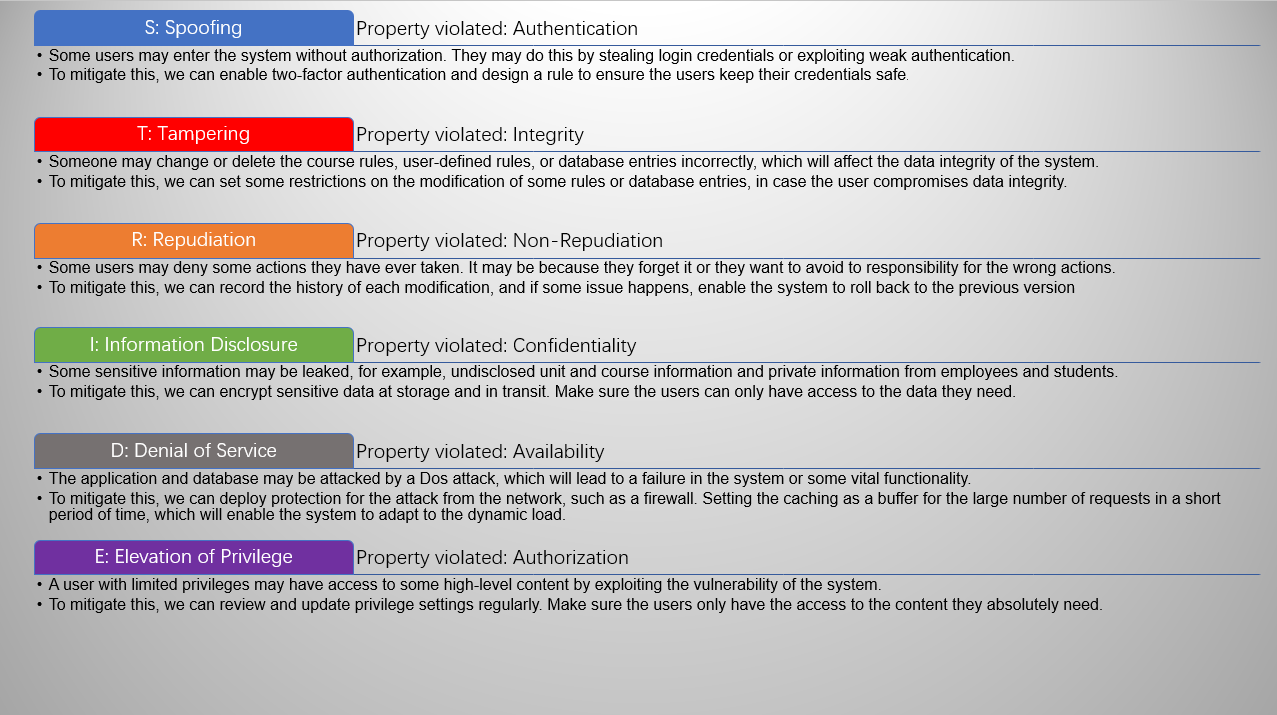 S: Spoofing
Property violated: Authentication
• Some users may enter the system without authorization. They may do this by stealing login credentials or exploiting weak authentication.
• To mitigate this, we can enable two-factor authentication and design a rule to ensure the users keep their credentials safe.
T: Tampering
Property violated: Integrity
• Someone may change or delete the course rules, user-defined rules, or database entries incorrectly, which will affect the data integrity of the system.
• To mitigate this, we can set some restrictions on the modification of some rules or database entries, in case the user compromises data integrity.
R: Repudiation
Property violated: Non-Repudiation
• Some users may deny some actions they have ever taken. It may be because they forget it or they want to avoid to responsibility for the wrong actions.
• To mitigate this, we can record the history of each modification, and if some issue happens, enable the system to roll back to the previous version
I: Information Disclosure
Property violated: Confidentiality
• Some sensitive information may be leaked, for example, undisclosed unit and course information and private information from employees and students.
• To mitigate this, we can encrypt sensitive data at storage and in transit. Make sure the users can only have access to the data they need.
D: Denial of Service
Property violated: Availability
• The application and database may be attacked by a Dos attack, which will lead to a failure in the system or some vital functionality.
• To mitigate this, we can deploy protection for the attack from the network, such as a firewall. Setting the caching as a buffer for the large number of requests in a short
period of time, which will enable the system to adapt to the dynamic load.
E: Elevation of Privilege
Property violated: Authorization
• A user with limited privileges may have access to some high-level content by exploiting the vulnerability of the system.
• To mitigate this, we can review and update privilege settings regularly. Make sure the users only have the access to the content they absolutely need.